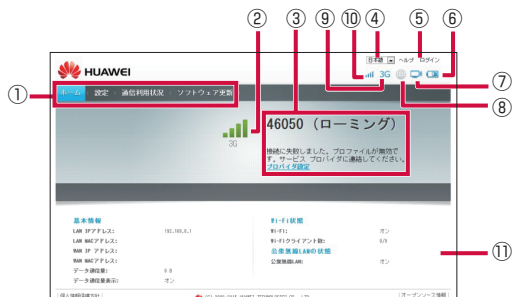 ② ③ ⑨ ⑩ ④ ⑤ ⑥
日本語 ヘルプ ログイン
HUAWEI
3G
① ⑦
ホーム 設定 通信利用状況 ソフトウェア更新
⑧
46050 (ローミング)
3G
接続に失敗しました。プロファイルが無効で
す。サービス プロバイダに連絡してください。
プロバイダ設定
基本情報 Wi-Fi状態
LAN IPアドレス: 192.168.8.1 Wi-Fi: オン
LAN MACアドレス: Wi-Fiクライアント数: 0/8
WAN IP アドレス: 公衆無線LANの状態
⑪
WAN MACアドレス: 公衆無線LAN: オン
データ通信量: 0 B
データ通信量表示: オン
オープンソース情報